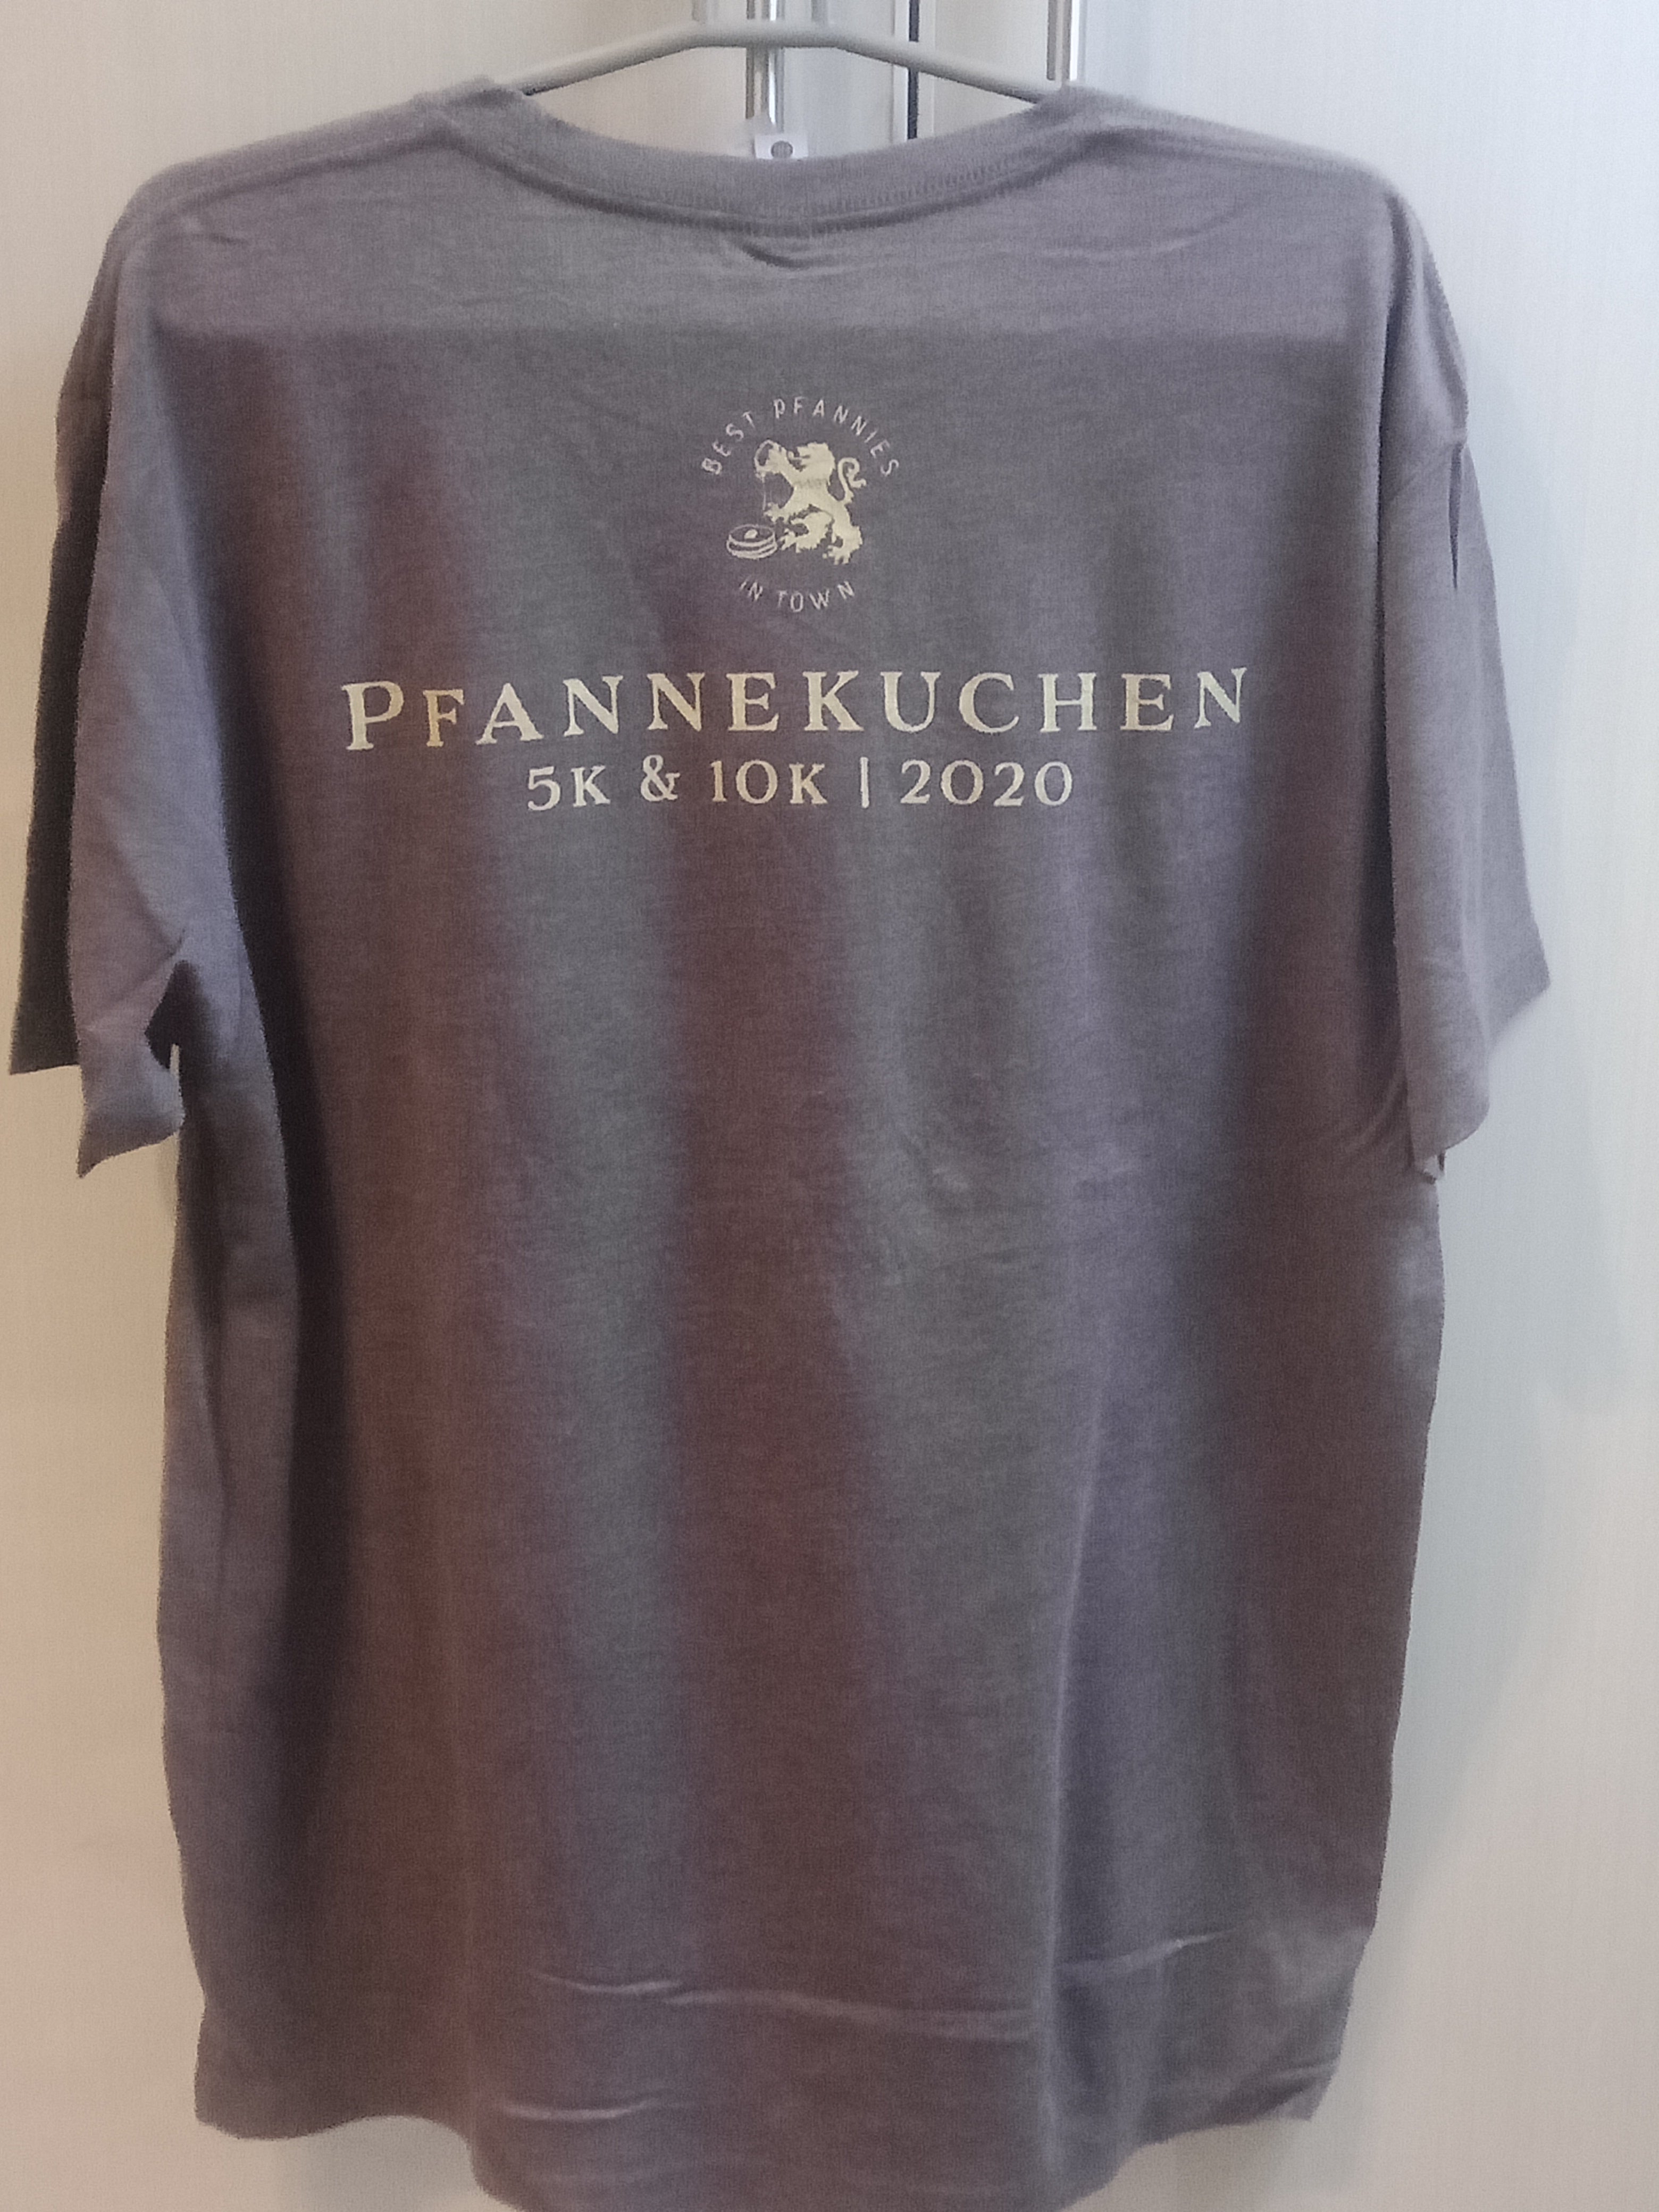 BEST PFANNIES
IN TOWN
PFANNEKUCHEN
5K & 10K | 2020